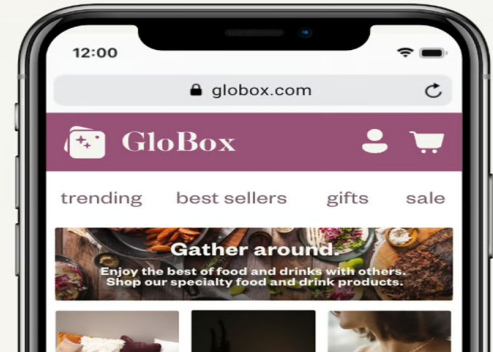 12:00
globox.com
GloBox
trending best sellers gifts sale
Gather around.
Enjoy the best of food and drinks with others.
Shop our specialty food and drink products.